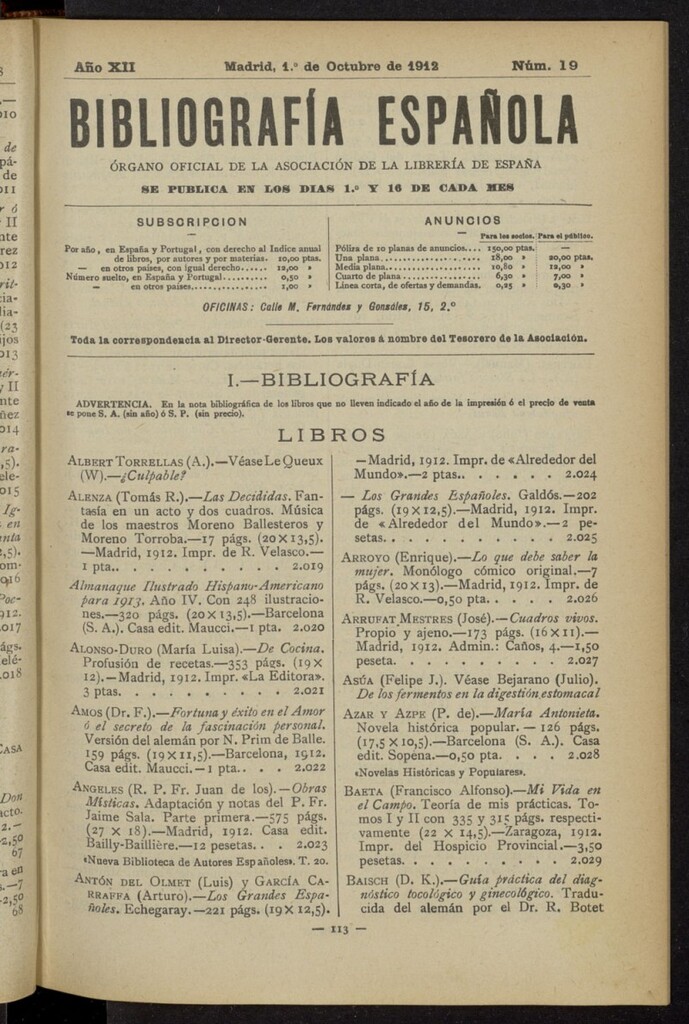 Año XII Madrid, 1.º de Octubre de 1912 Núm. 19
BIBLIOGRAFÍA ESPAÑOLA
ÓRGANO OFICIAL DE LA ASOCIACIÓN DE LA LIBRERÍA DE ESPAÑA
SE PUBLICA EN LOS DIAS 1.º Y 16 DE CADA MES
SUBSCRIPCION
Por año, en España y Portugal, con derecho al Indice anual
de libros, por autores y por materias. 10,00 ptas.
— en otros países, con igual derecho...... 12,00 »
Número suelto, en España y Portugal.......... 0,50 »
— en otros países................... 1,00 »
ANUNCIOS
Para los socios. Para el público.
Póliza de 10 planas de anuncios.... 150,00 ptas. —
Una plana........................ 18,00 » 20,00 ptas.
Media plana...................... 10,80 » 12,00 »
Cuarto de plana.................. 6,30 » 7,00 »
Línea corta, de ofertas y demandas. 0,25 » 0,30 »
OFICINAS: Calle M. Fernández y González, 15, 2.º
Toda la correspondencia al Director-Gerente. Los valores á nombre del Tesorero de la Asociación.
I.—BIBLIOGRAFÍA
ADVERTENCIA. En la nota bibliográfica de los libros que no lleven indicado el año de la impresión ó el precio de venta
se pone S. A. (sin año) ó S. P. (sin precio).
LIBROS
ALBERT TORRELLAS (A.).—Véase Le Queux
(W).—¿Culpable?
ALENZA (Tomás R.).—Las Decididas. Fan-
tasía en un acto y dos cuadros. Música
de los maestros Moreno Ballesteros y
Moreno Torroba.—17 págs. (20 × 13,5).
—Madrid, 1912. Impr. de R. Velasco.—
1 pta.. . . . . . . . . . 2.019
Almanaque Ilustrado Hispano-Americano
para 1913. Año IV. Con 248 ilustracio-
nes.—320 págs. (20 × 13,5).—Barcelona
(S. A.). Casa edit. Maucci.—1 pta. 2.020
ALONSO-DURO (María Luisa).—De Cocina.
Profusión de recetas.—353 págs. (19 ×
12).—Madrid, 1912. Impr. «La Editora».
3 ptas. . . . . . . . . . 2.021
AMOS (Dr. F.).—Fortuna y éxito en el Amor
ó el secreto de la fascinación personal.
Versión del alemán por N. Prim de Balle.
159 págs. (19 × 11,5).—Barcelona, 1912.
Casa edit. Maucci.—1 pta.. . . 2.022
ANGELES (R. P. Fr. Juan de los).—Obras
Místicas. Adaptación y notas del P. Fr.
Jaime Sala. Parte primera.—575 págs.
(27 × 18).—Madrid, 1912. Casa edit.
Bailly-Baillière.—12 pesetas. . . 2.023
«Nueva Biblioteca de Autores Españoles». T. 20.
ANTÓN DEL OLMET (Luis) y GARCÍA CA-
RRAFFA (Arturo).—Los Grandes Espa-
ñoles. Echegaray.—221 págs. (19 × 12,5).
—Madrid, 1912. Impr. de «Alrededor del
Mundo».—2 ptas.. . . . . . 2.024
— Los Grandes Españoles. Galdós.—202
págs. (19 × 12,5).—Madrid, 1912. Impr.
de «Alrededor del Mundo».—2 pe-
setas.. . . . . . . . . . 2.025
ARROYO (Enrique).—Lo que debe saber la
mujer. Monólogo cómico original.—7
págs. (20 × 13).—Madrid, 1912. Impr. de
R. Velasco.—0,50 pta. . . . . 2.026
ARRUFAT MESTRES (José).—Cuadros vivos.
Propio y ajeno.—173 págs. (16 × 11).—
Madrid, 1912. Admin.: Caños, 4.—1,50
peseta. . . . . . . . . . 2.027
ASÚA (Felipe J.). Véase Bejarano (Julio).
De los fermentos en la digestión estomacal
AZAR Y AZPE (P. de).—María Antonieta.
Novela histórica popular. — 126 págs.
(17,5 × 10,5).—Barcelona (S. A.). Casa
edit. Sopena.—0,50 pta. . . . 2.028
«Novelas Históricas y Populares».
BAETA (Francisco Alfonso).—Mi Vida en
el Campo. Teoría de mis prácticas. To-
mos I y II con 335 y 315 págs. respecti-
vamente (22 × 14,5).—Zaragoza, 1912.
Impr. del Hospicio Provincial.—3,50
pesetas. . . . . . . . . . 2.029
BAISCH (D. K.).—Guía práctica del diag-
nóstico tocológico y ginecológico. Tradu-
cida del alemán por el Dr. R. Botet
— 113 —